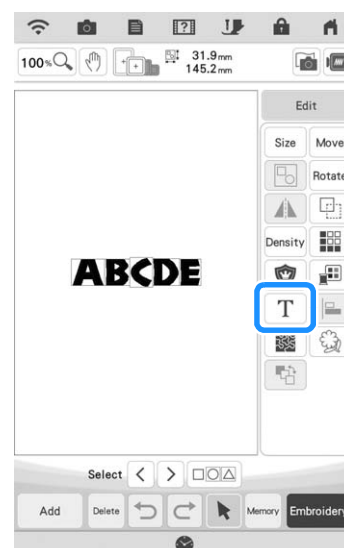 100%
31.9mm
145.2mm
Edit
Size Move
Rotate
Density
ABCDE
T
Select
Add Delete Memory Embroidery